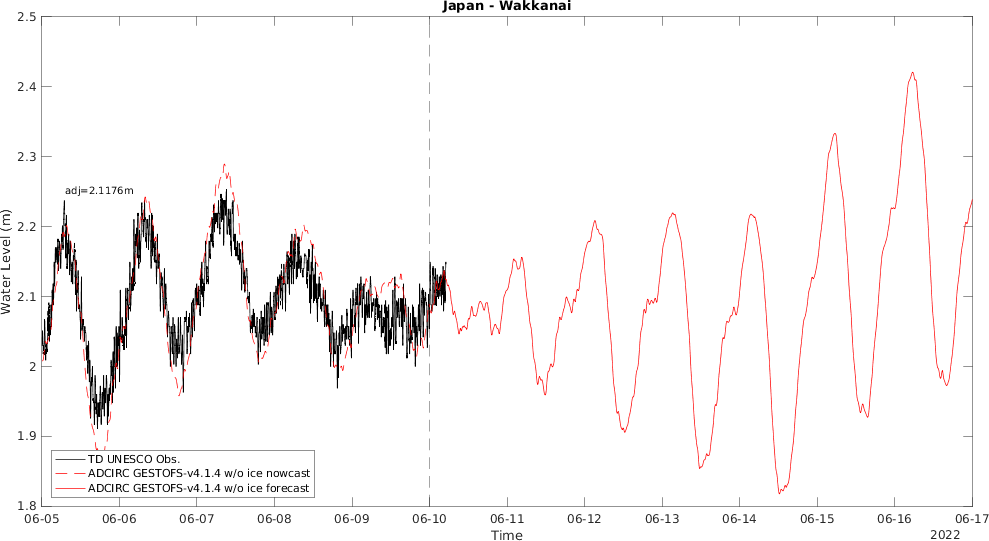 Japan - Wakkanai
2.5
2.4
2.3
2.2
2.1
2
1.9
1.8
Water Level (m)
adj=2.1176m
TD UNESCO Obs.
ADCIRC GESTOFS-v4.1.4 w/o ice nowcast
ADCIRC GESTOFS-v4.1.4 w/o ice forecast
06-05 06-06 06-07 06-08 06-09 06-10 06-11 06-12 06-13 06-14 06-15 06-16 06-17
Time
2022